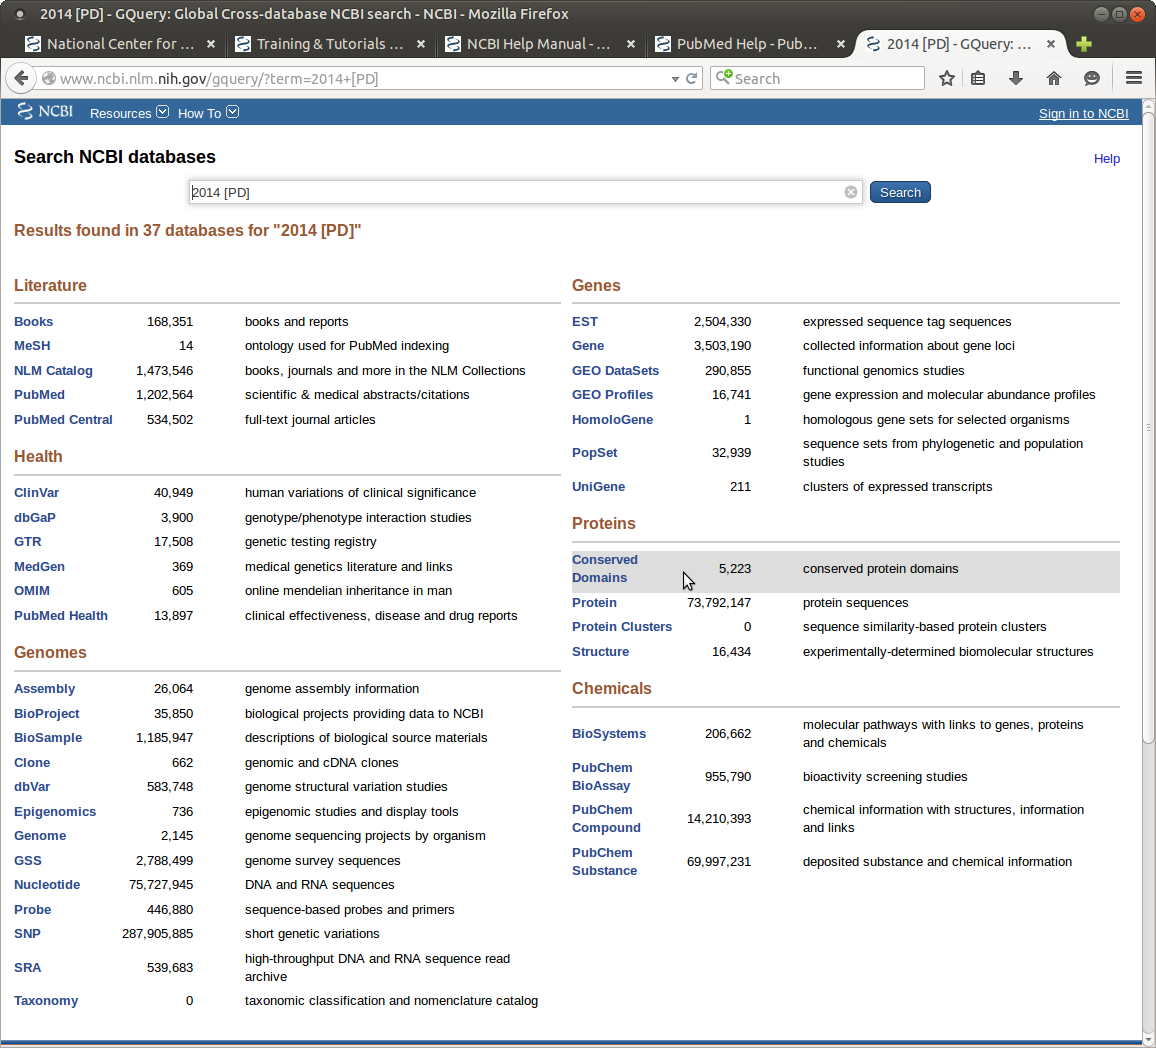 2014 [PD] - GQuery: Global Cross-database NCBI search - NCBI - Mozilla Firefox
National Center for ... × Training & Tutorials ... × NCBI Help Manual - ... × PubMed Help - Pub... × 2014 [PD] - GQuery: ... ×
www.ncbi.nlm.nih.gov/gquery/?term=2014+[PD] Search
NCBI Resources How To Sign in to NCBI
Search NCBI databases Help
2014 [PD] Search
Results found in 37 databases for "2014 [PD]"
Literature
Books 168,351 books and reports
MeSH 14 ontology used for PubMed indexing
NLM Catalog 1,473,546 books, journals and more in the NLM Collections
PubMed 1,202,564 scientific & medical abstracts/citations
PubMed Central 534,502 full-text journal articles
Health
ClinVar 40,949 human variations of clinical significance
dbGaP 3,900 genotype/phenotype interaction studies
GTR 17,508 genetic testing registry
MedGen 369 medical genetics literature and links
OMIM 605 online mendelian inheritance in man
PubMed Health 13,897 clinical effectiveness, disease and drug reports
Genomes
Assembly 26,064 genome assembly information
BioProject 35,850 biological projects providing data to NCBI
BioSample 1,185,947 descriptions of biological source materials
Clone 662 genomic and cDNA clones
dbVar 583,748 genome structural variation studies
Epigenomics 736 epigenomic studies and display tools
Genome 2,145 genome sequencing projects by organism
GSS 2,788,499 genome survey sequences
Nucleotide 75,727,945 DNA and RNA sequences
Probe 446,880 sequence-based probes and primers
SNP 287,905,885 short genetic variations
SRA 539,683 high-throughput DNA and RNA sequence read
archive
Taxonomy 0 taxonomic classification and nomenclature catalog
Genes
EST 2,504,330 expressed sequence tag sequences
Gene 3,503,190 collected information about gene loci
GEO DataSets 290,855 functional genomics studies
GEO Profiles 16,741 gene expression and molecular abundance profiles
HomoloGene 1 homologous gene sets for selected organisms
PopSet 32,939 sequence sets from phylogenetic and population
studies
UniGene 211 clusters of expressed transcripts
Proteins
Conserved
Domains 5,223 conserved protein domains
Protein 73,792,147 protein sequences
Protein Clusters 0 sequence similarity-based protein clusters
Structure 16,434 experimentally-determined biomolecular structures
Chemicals
BioSystems 206,662 molecular pathways with links to genes, proteins
and chemicals
PubChem
BioAssay 955,790 bioactivity screening studies
PubChem
Compound 14,210,393 chemical information with structures, information
and links
PubChem
Substance 69,997,231 deposited substance and chemical information